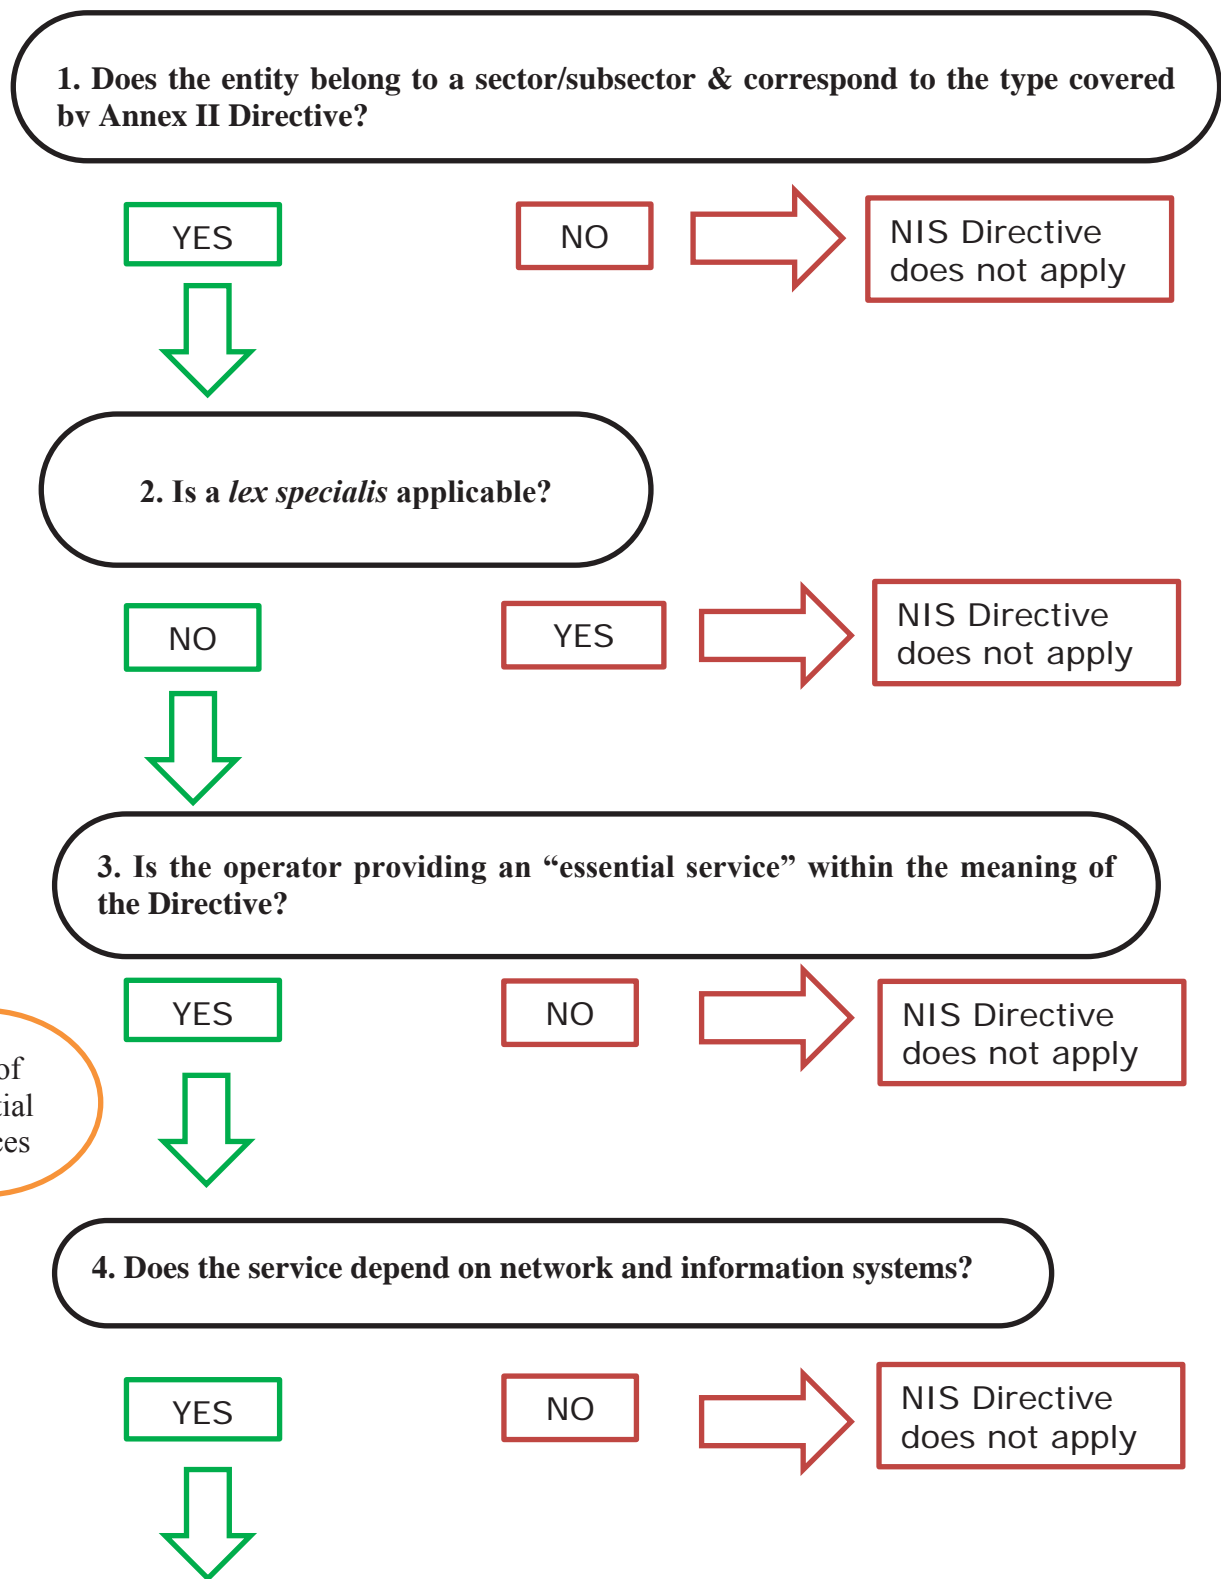 1. Does the entity belong to a sector/subsector & correspond to the type covered
by Annex II Directive?
YES
NO
NIS Directive
does not apply
2. Is a lex specialis applicable?
NO
YES
NIS Directive
does not apply
3. Is the operator providing an “essential service” within the meaning of
the Directive?
YES
NO
NIS Directive
does not apply
of
4. Does the service depend on network and information systems?
YES
NO
NIS Directive
does not apply